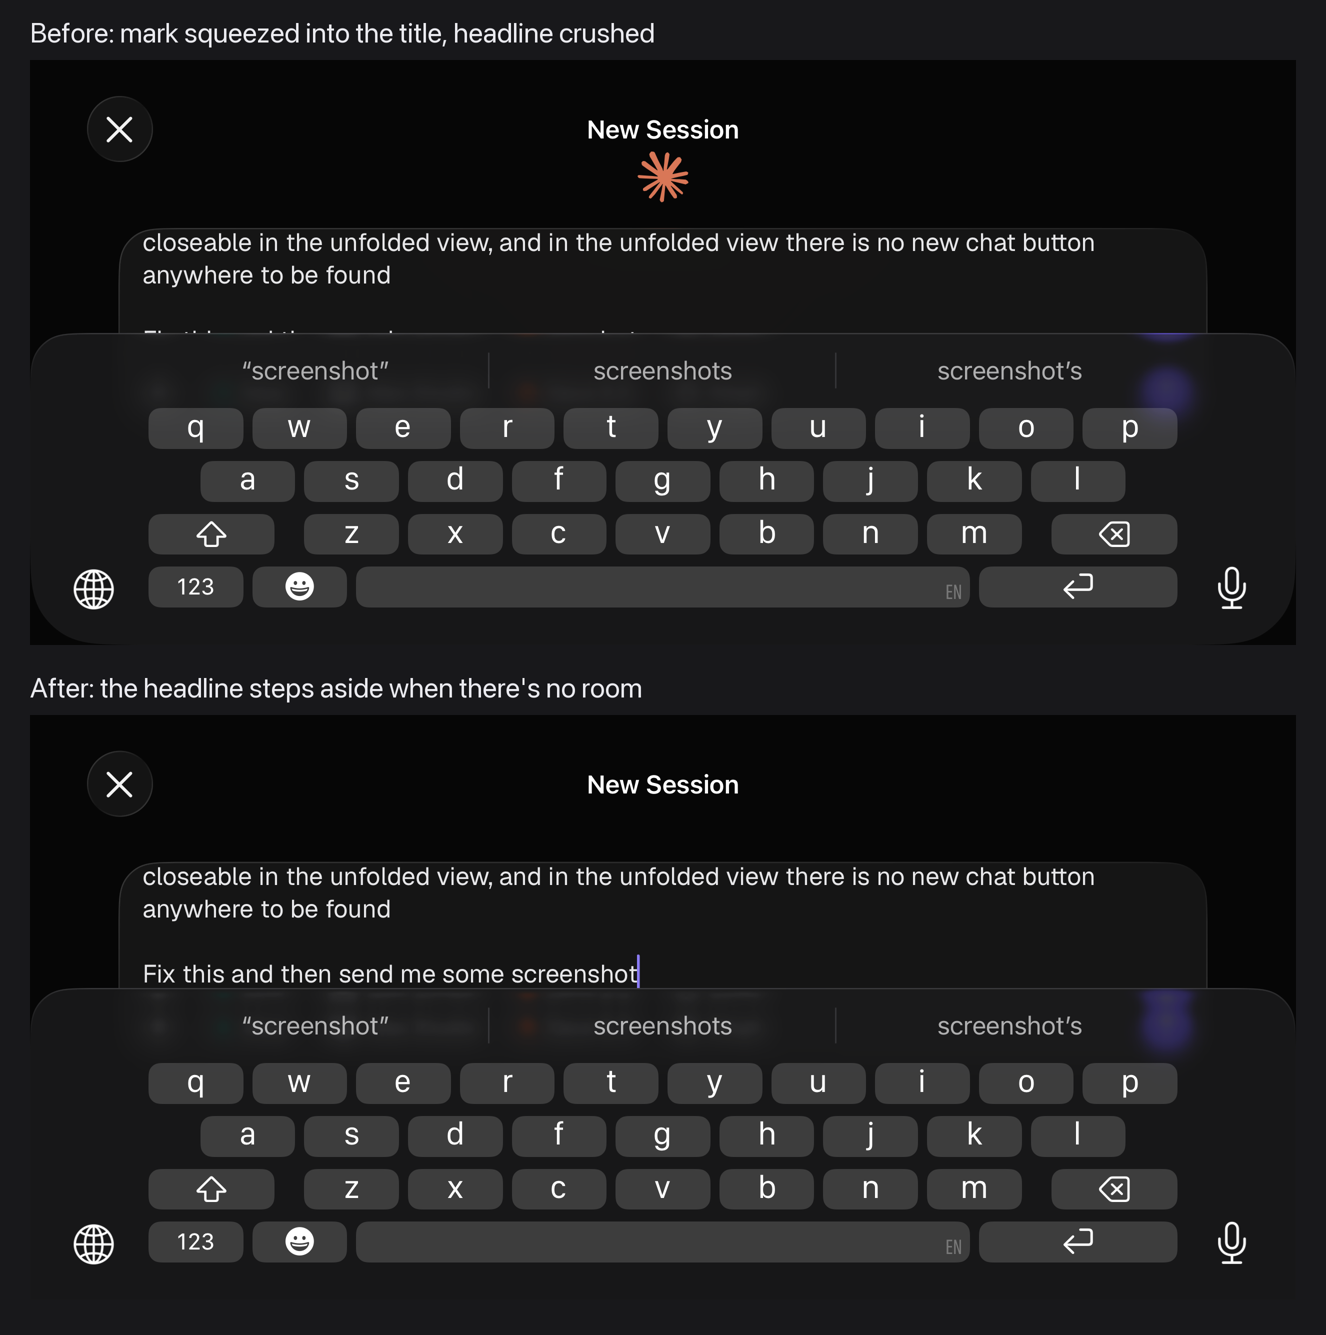 Before: mark squeezed into the title, headline crushed
New Session
closeable in the unfolded view, and in the unfolded view there is no new chat button
anywhere to be found
“screenshot”
screenshots
screenshot’s
q w e r t y u i o p
a s d f g h j k l
z x c v b n m
123
EN
After: the headline steps aside when there's no room
New Session
closeable in the unfolded view, and in the unfolded view there is no new chat button
anywhere to be found
Fix this and then send me some screenshot
“screenshot”
screenshots
screenshot’s
q w e r t y u i o p
a s d f g h j k l
z x c v b n m
123
EN